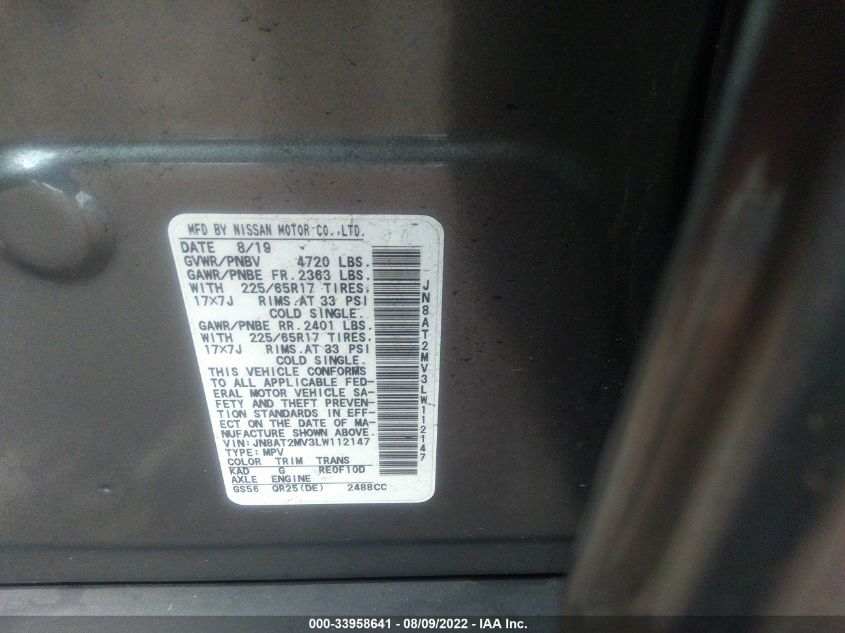 MFD BY NISSAN MOTOR CO.,LTD.
DATE 8/19
GVWR/PNBV 4720 LBS.
GAWR/PNBE FR. 2363 LBS.
WITH 225/65R17 TIRES.
17X7J RIMS.AT 33 PSI
COLD SINGLE.
GAWR/PNBE RR. 2401 LBS.
WITH 225/65R17 TIRES.
17X7J RIMS.AT 33 PSI
COLD SINGLE.
THIS VEHICLE CONFORMS
TO ALL APPLICABLE FED-
ERAL MOTOR VEHICLE SA-
FETY AND THEFT PREVEN-
TION STANDARDS IN EFF-
ECT ON THE DATE OF MA-
NUFACTURE SHOWN ABOVE.
VIN:JN8AT2MV3LW112147
TYPE:MPV
COLOR TRIM TRANS
KAD G RE0F10D
AXLE ENGINE
GS56 QR25(DE) 2488CC
JN8AT2MV3LW112147
000-33958641 - 08/09/2022 - IAA Inc.